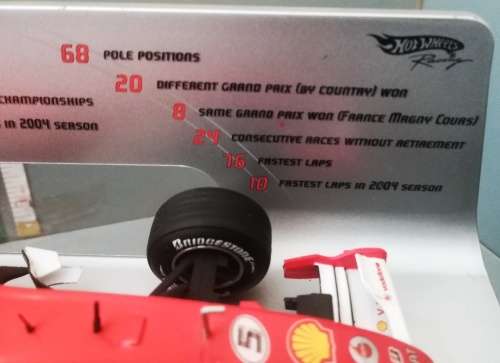 68 POLE POSITIONS
HOT WHEELS
Racing
20 DIFFERENT GRAND PRIX (BY COUNTRY) WON
CHAMPIONSHIPS
8 SAME GRAND PRIX WON (FRANCE MAGNY COURS)
IN 2004 SEASON
24 CONSECUTIVE RACES WITHOUT RETIREMENT
76 FASTEST LAPS
10 FASTEST LAPS IN 2004 SEASON
BRIDGESTONE
5